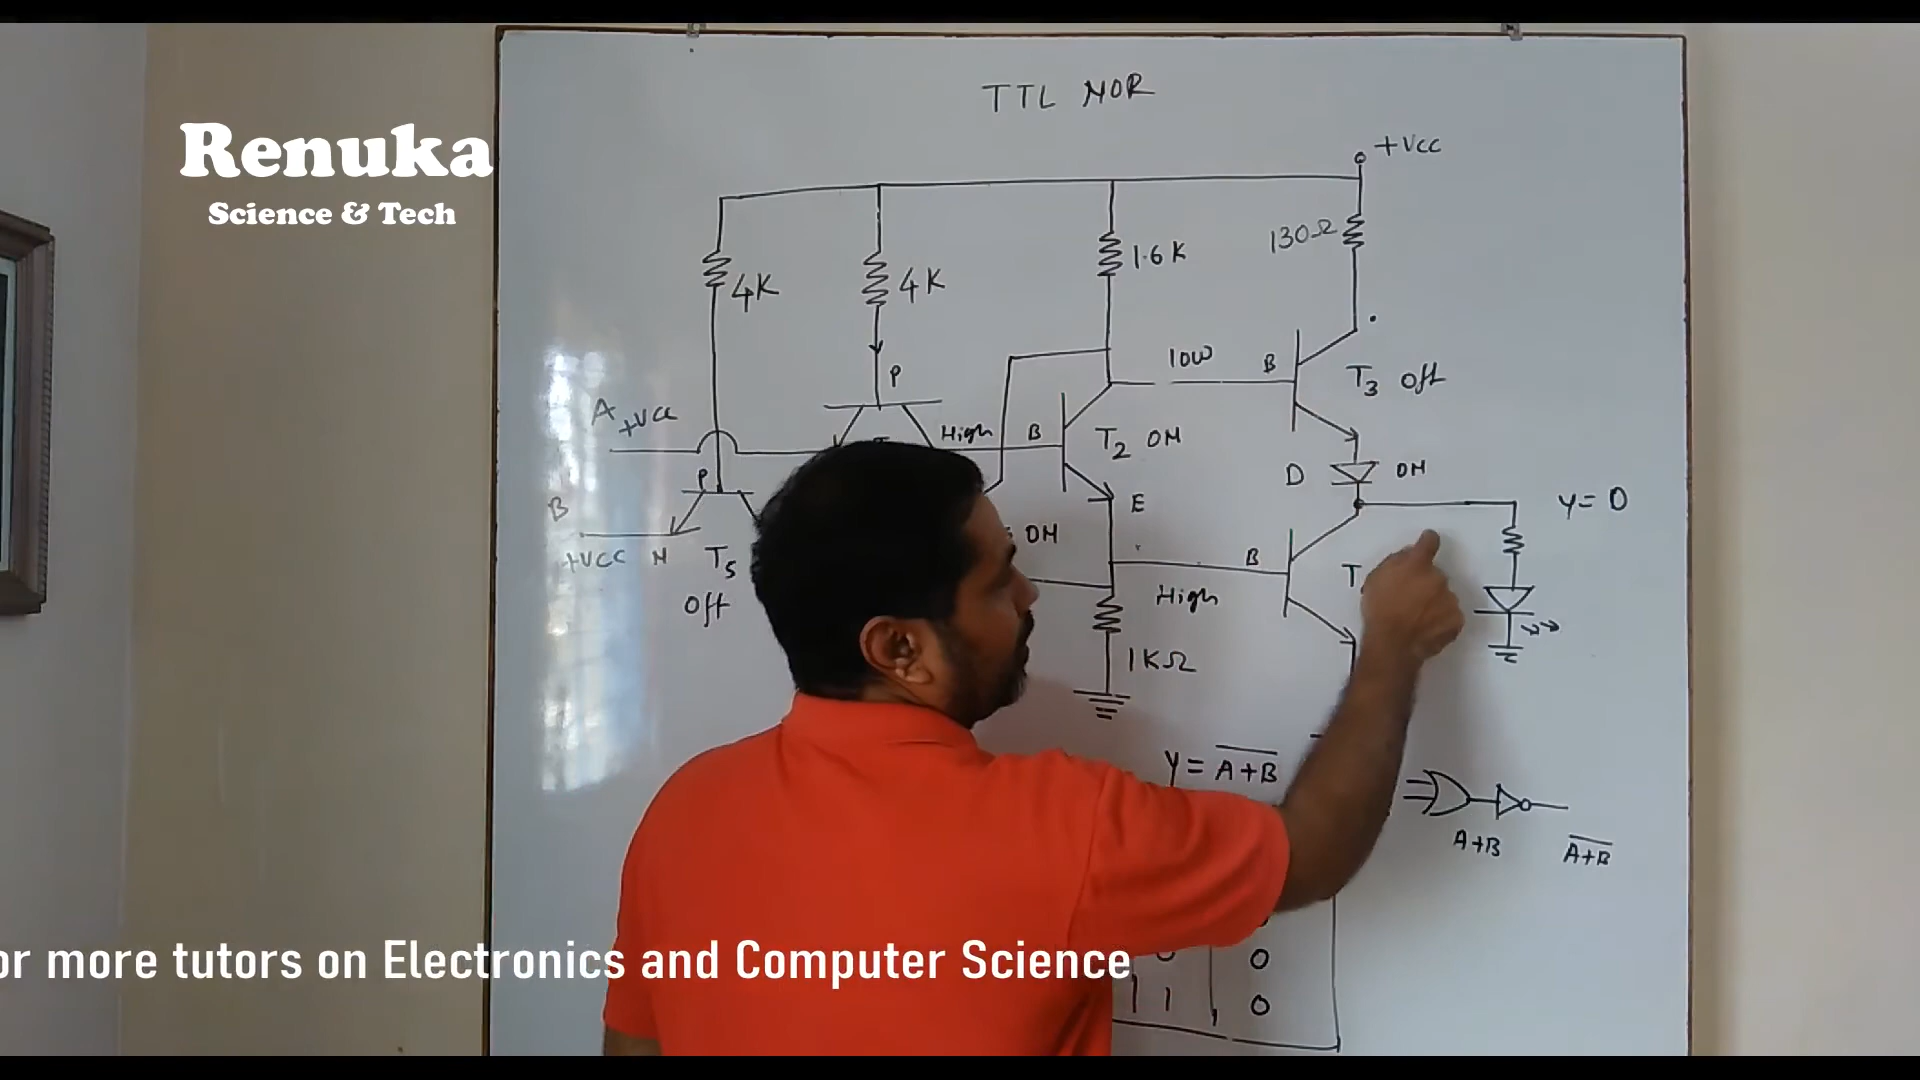 Renuka
Science & Tech
TTL NOR
+VCC
130Ω
1.6 K
4K
4K
P
A +VCC
High
B
T2 ON
low
B
T3 Off
D
ON
E
Y= 0
B
+VCC
N
P
T5
Off
ON
High
B
T
1KΩ
Y = A+B
A+B
A+B
or more tutors on Electronics and Computer Science
0
1 1 0